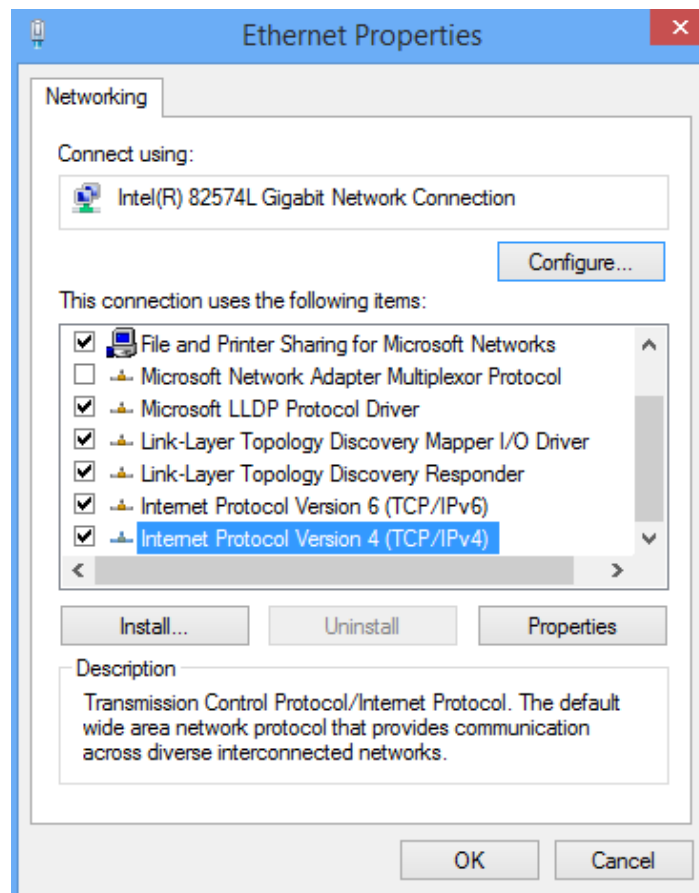 Ethernet Properties
Networking
Connect using:
Intel(R) 82574L Gigabit Network Connection
Configure...
This connection uses the following items:
File and Printer Sharing for Microsoft Networks
Microsoft Network Adapter Multiplexor Protocol
Microsoft LLDP Protocol Driver
Link-Layer Topology Discovery Mapper I/O Driver
Link-Layer Topology Discovery Responder
Internet Protocol Version 6 (TCP/IPv6)
Internet Protocol Version 4 (TCP/IPv4)
Install... Uninstall Properties
Description
Transmission Control Protocol/Internet Protocol. The default
wide area network protocol that provides communication
across diverse interconnected networks.
OK Cancel